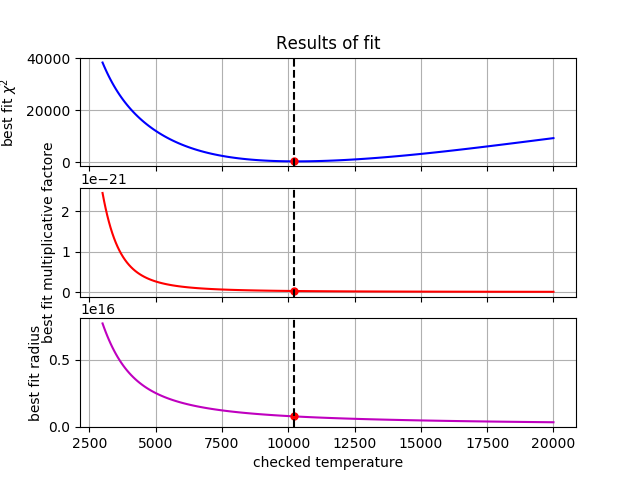 Results of fit
best fit χ²
40000
20000
0
1e−21
best fit multiplicative factore
2
1
0
1e16
best fit radius
0.5
0.0
2500 5000 7500 10000 12500 15000 17500 20000
checked temperature